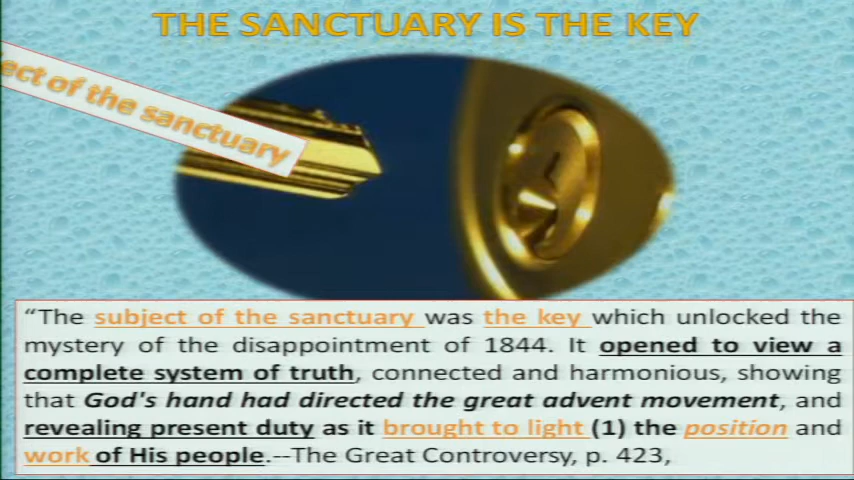 THE SANCTUARY IS THE KEY
of the sanctuary
“The subject of the sanctuary was the key which unlocked the
mystery of the disappointment of 1844. It opened to view a
complete system of truth, connected and harmonious, showing
that God's hand had directed the great advent movement, and
revealing present duty as it brought to light (1) the position and
work of His people.--The Great Controversy, p. 423,